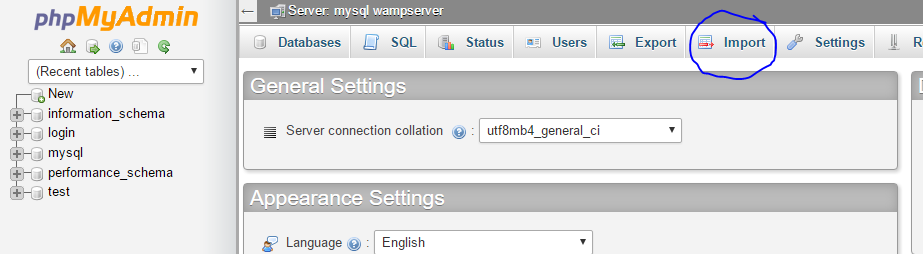 phpMyAdmin
(Recent tables) ...
New
information_schema
login
mysql
performance_schema
test
Server: mysql wampserver
Databases SQL Status Users Export Import Settings
General Settings
Server connection collation : utf8mb4_general_ci
Appearance Settings
Language : English